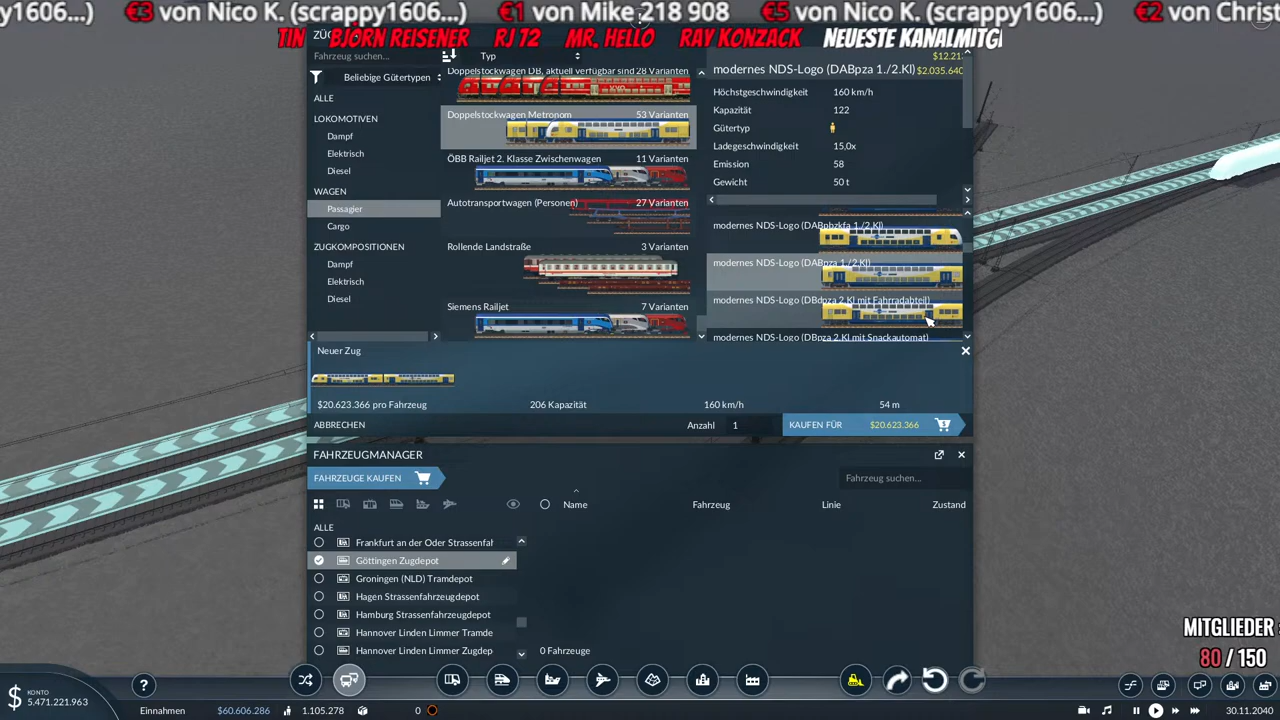 €3 von Nico K. (scrappy1606...) €1 von Mike 218 908 €5 von Nico K. (scrappy1606...) €2 von Christ
BJÖRN REISENER RJ 72 MR. HELLO RAY KONZACK NEUESTE KANALMITG
Fahrzeug suchen...
Typ
Beliebige Gütertypen
ALLE
LOKOMOTIVEN
Dampf
Elektrisch
Diesel
WAGEN
Passagier
Cargo
ZUGKOMPOSITIONEN
Dampf
Elektrisch
Diesel
Doppelstockwagen DB, aktuell verfügbar sind 28 Varianten
Doppelstockwagen Metronom 53 Varianten
ÖBB Railjet 2. Klasse Zwischenwagen 11 Varianten
Autotransportwagen (Personen) 27 Varianten
Rollende Landstraße 3 Varianten
Siemens Railjet 7 Varianten
modernes NDS-Logo (DABpza 1./2.Kl) $2.035.640
Höchstgeschwindigkeit 160 km/h
Kapazität 122
Gütertyp
Ladegeschwindigkeit 15,0x
Emission 58
Gewicht 50 t
modernes NDS-Logo (DABpbzkfa 1./2.Kl)
modernes NDS-Logo (DABpza 1./2.Kl)
modernes NDS-Logo (DBdpza 2.Kl mit Fahrradabteil)
modernes NDS-Logo (DBpza 2.Kl mit Snackautomat)
Neuer Zug
$20.623.366 pro Fahrzeug 206 Kapazität 160 km/h 54 m
ABBRECHEN Anzahl 1 KAUFEN FÜR $20.623.366
FAHRZEUGMANAGER
FAHRZEUGE KAUFEN Fahrzeug suchen...
Name Fahrzeug Linie Zustand
ALLE
Frankfurt an der Oder Strassenfah
Göttingen Zugdepot
Groningen (NLD) Tramdepot
Hagen Strassenfahrzeugdepot
Hamburg Strassenfahrzeugdepot
Hannover Linden Limmer Tramde
Hannover Linden Limmer Zugdep
0 Fahrzeuge
MITGLIEDER
80 / 150
$ KONTO
5.471.221.963
?
Einnahmen $60.606.286 1.105.278 0 30.11.2040